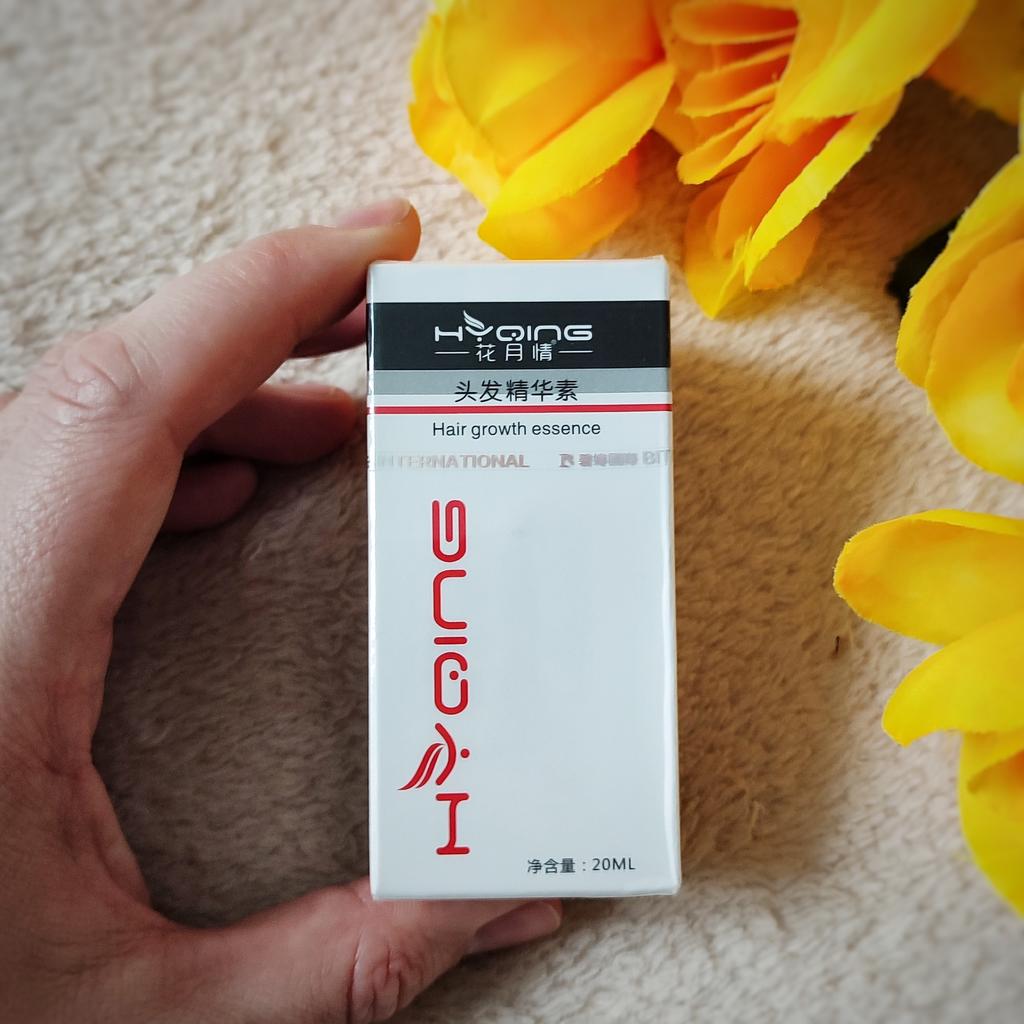 HYQING
花月情
头发精华素
Hair growth essence
INTERNATIONAL
HYQING
净含量:20ML